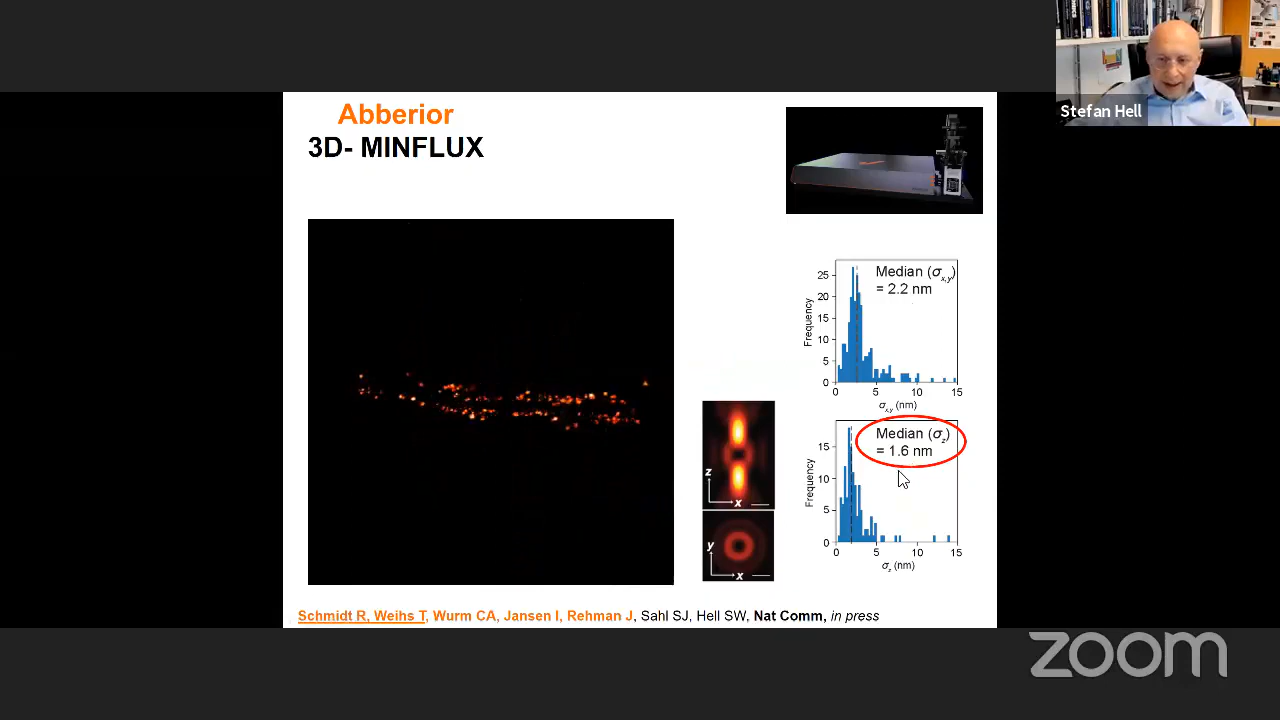 Abberior
3D- MINFLUX
Stefan Hell
Median (σx,y)
= 2.2 nm
Frequency
25
20
15
10
5
0
0 5 10 15
σx,y (nm)
Median (σz)
= 1.6 nm
Frequency
15
10
5
0
0 5 10 15
σz (nm)
z
x
y
x
Schmidt R, Weihs T, Wurm CA, Jansen I, Rehman J, Sahl SJ, Hell SW, Nat Comm, in press
zoom